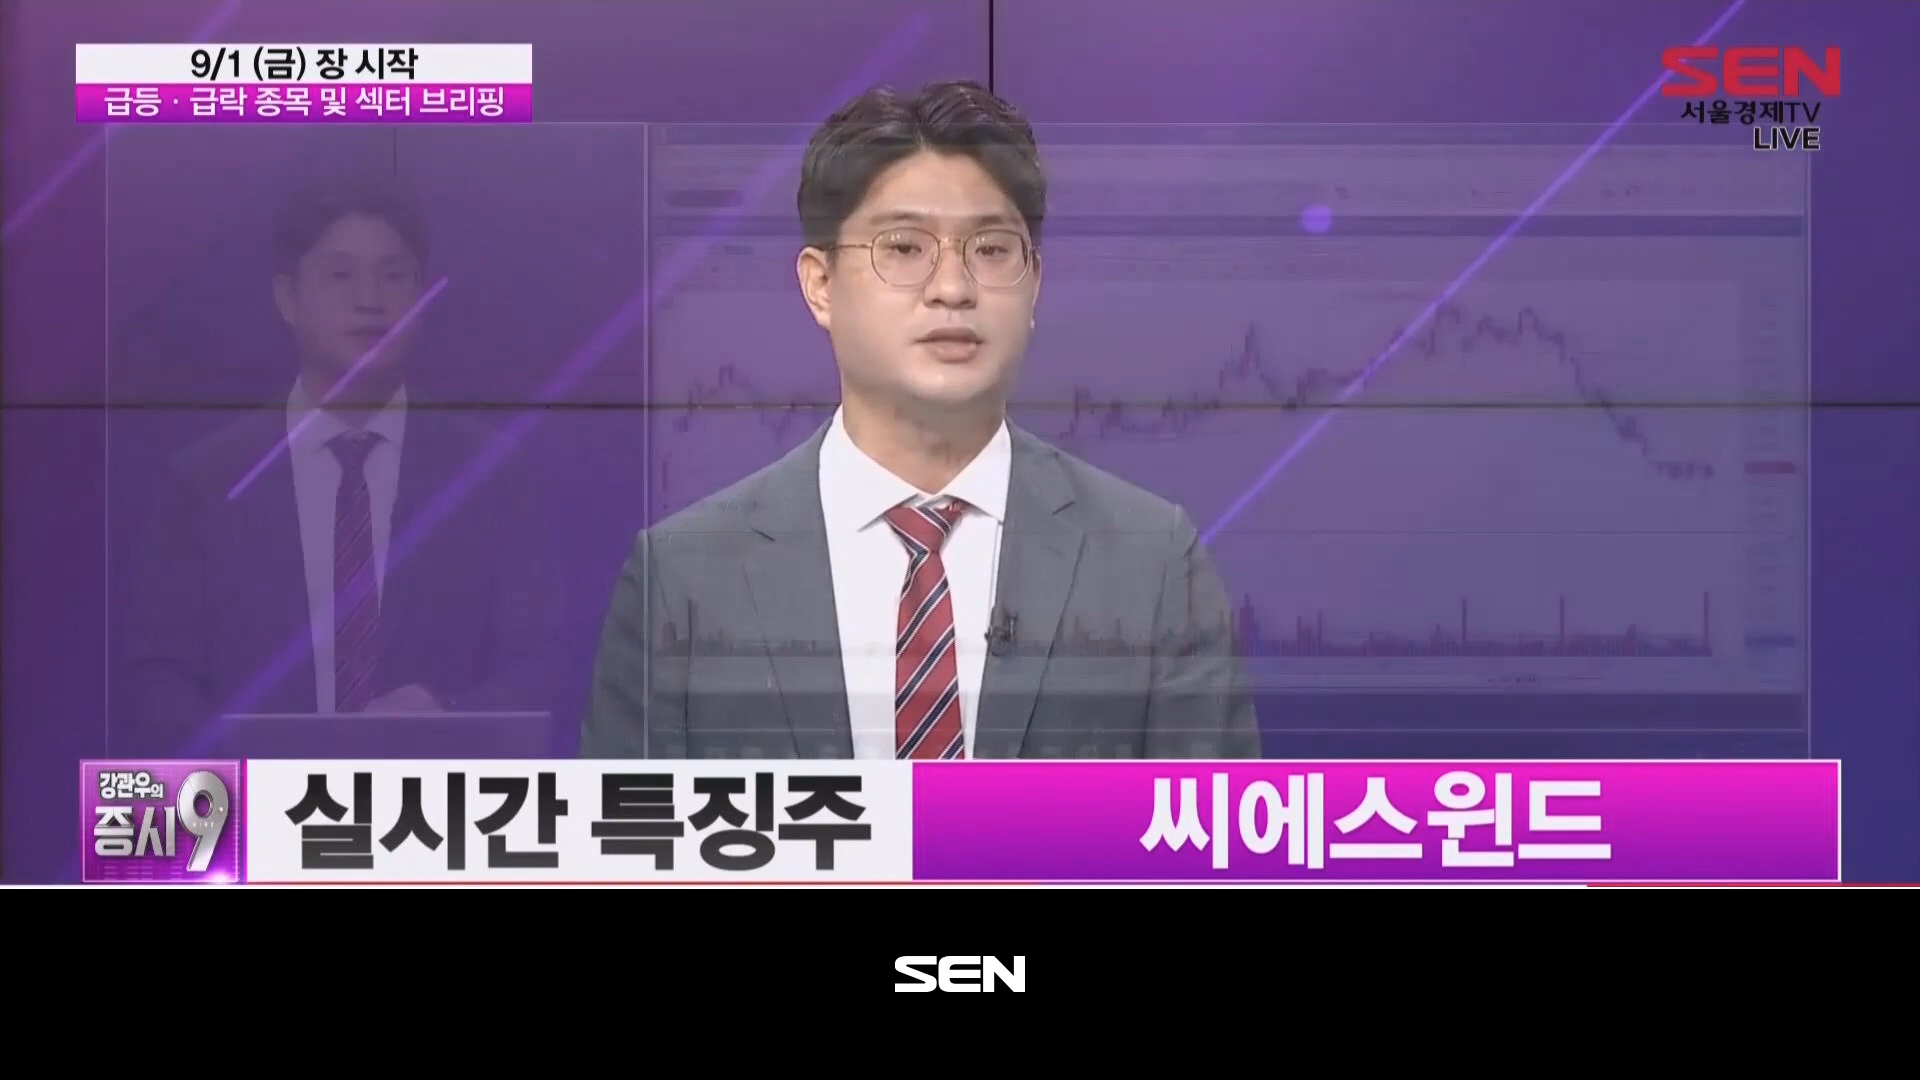 9/1 (금) 장 시작
급등 · 급락 종목 및 섹터 브리핑
SEN
서울경제TV
LIVE
강관우의
증시9
실시간 특징주
씨에스윈드
SEN